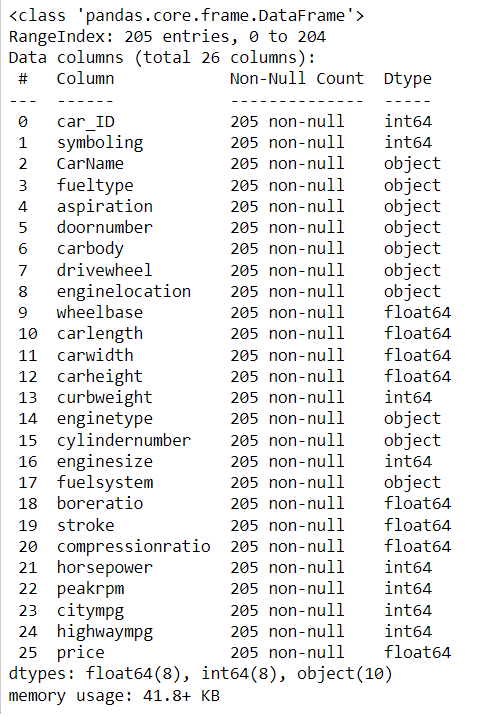 <class 'pandas.core.frame.DataFrame'>
RangeIndex: 205 entries, 0 to 204
Data columns (total 26 columns):
 #   Column            Non-Null Count  Dtype
---  ------            --------------  -----
 0   car_ID            205 non-null    int64
 1   symboling         205 non-null    int64
 2   CarName           205 non-null    object
 3   fueltype          205 non-null    object
 4   aspiration        205 non-null    object
 5   doornumber        205 non-null    object
 6   carbody           205 non-null    object
 7   drivewheel        205 non-null    object
 8   enginelocation    205 non-null    object
 9   wheelbase         205 non-null    float64
 10  carlength         205 non-null    float64
 11  carwidth          205 non-null    float64
 12  carheight         205 non-null    float64
 13  curbweight        205 non-null    int64
 14  enginetype        205 non-null    object
 15  cylindernumber    205 non-null    object
 16  enginesize        205 non-null    int64
 17  fuelsystem        205 non-null    object
 18  boreratio         205 non-null    float64
 19  stroke            205 non-null    float64
 20  compressionratio  205 non-null    float64
 21  horsepower        205 non-null    int64
 22  peakrpm           205 non-null    int64
 23  citympg           205 non-null    int64
 24  highwaympg        205 non-null    int64
 25  price             205 non-null    float64
dtypes: float64(8), int64(8), object(10)
memory usage: 41.8+ KB